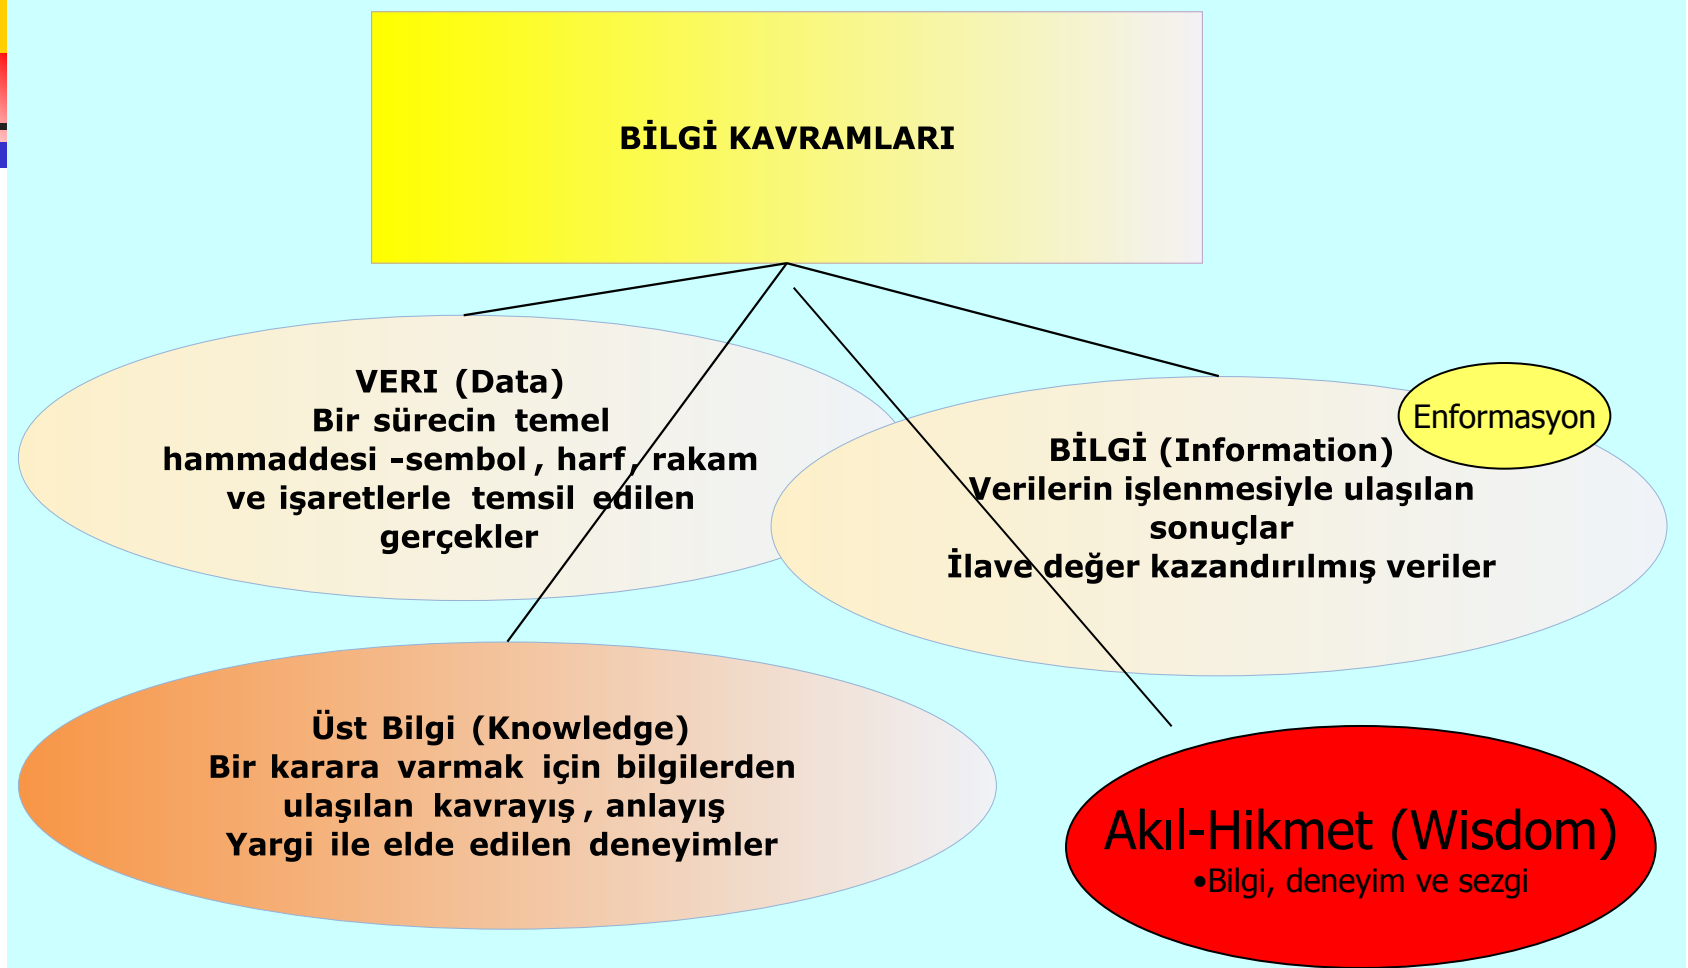 BİLGİ KAVRAMLARI
VERI (Data)
Bir sürecin temel
hammaddesi -sembol , harf, rakam
ve işaretlerle temsil edilen
gerçekler
Enformasyon
BİLGİ (Information)
Verilerin işlenmesiyle ulaşılan
sonuçlar
İlave değer kazandırılmış veriler
Üst Bilgi (Knowledge)
Bir karara varmak için bilgilerden
ulaşılan kavrayış , anlayış
Yargi ile elde edilen deneyimler
Akıl-Hikmet (Wisdom)
•Bilgi, deneyim ve sezgi